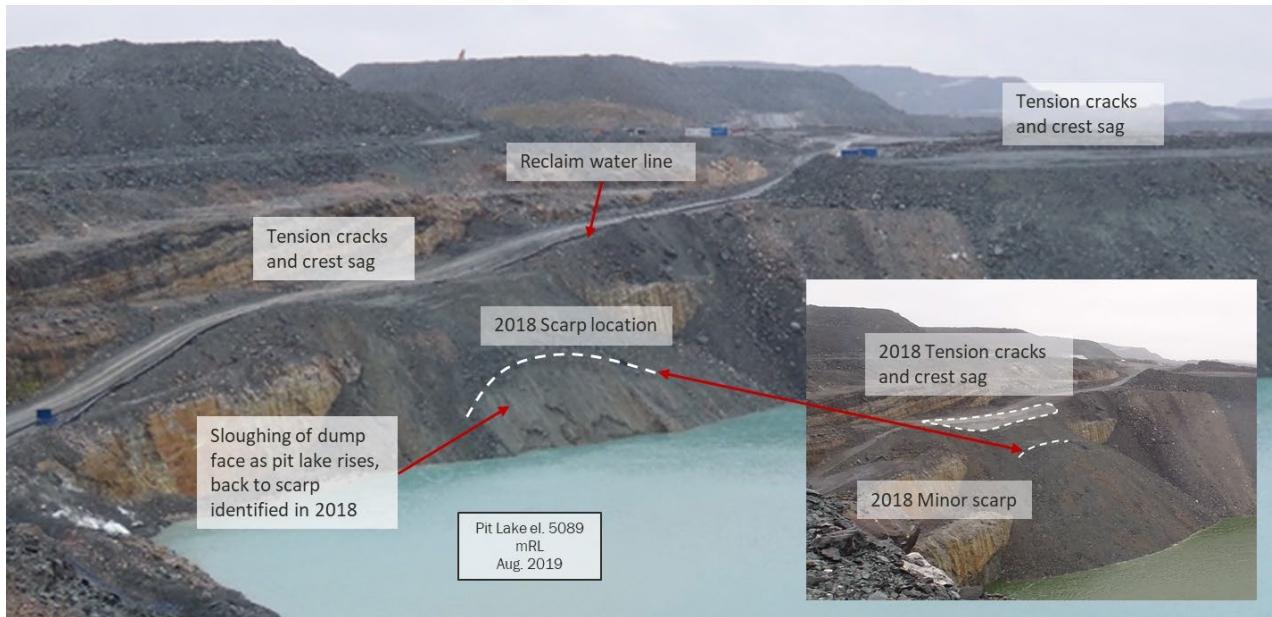 Tension cracks
and crest sag
Reclaim water line
Tension cracks
and crest sag
2018 Scarp location
2018 Tension cracks
and crest sag
Sloughing of dump
face as pit lake rises,
back to scarp
identified in 2018
2018 Minor scarp
Pit Lake el. 5089
mRL
Aug. 2019